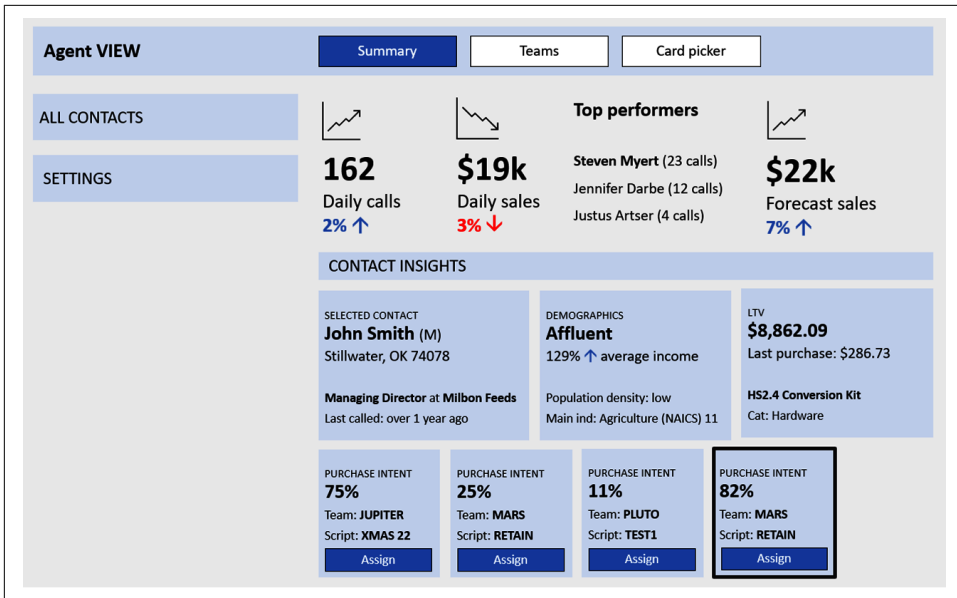 Agent VIEW
Summary
Teams
Card picker
ALL CONTACTS
SETTINGS
162
Daily calls
2% ↑
$19k
Daily sales
3% ↓
Top performers
Steven Myert (23 calls)
Jennifer Darbe (12 calls)
Justus Artser (4 calls)
$22k
Forecast sales
7% ↑
CONTACT INSIGHTS
SELECTED CONTACT
John Smith (M)
Stillwater, OK 74078
Managing Director at Milbon Feeds
Last called: over 1 year ago
DEMOGRAPHICS
Affluent
129% ↑ average income
Population density: low
Main ind: Agriculture (NAICS) 11
LTV
$8,862.09
Last purchase: $286.73
HS2.4 Conversion Kit
Cat: Hardware
PURCHASE INTENT
75%
Team: JUPITER
Script: XMAS 22
Assign
PURCHASE INTENT
25%
Team: MARS
Script: RETAIN
Assign
PURCHASE INTENT
11%
Team: PLUTO
Script: TEST1
Assign
PURCHASE INTENT
82%
Team: MARS
Script: RETAIN
Assign